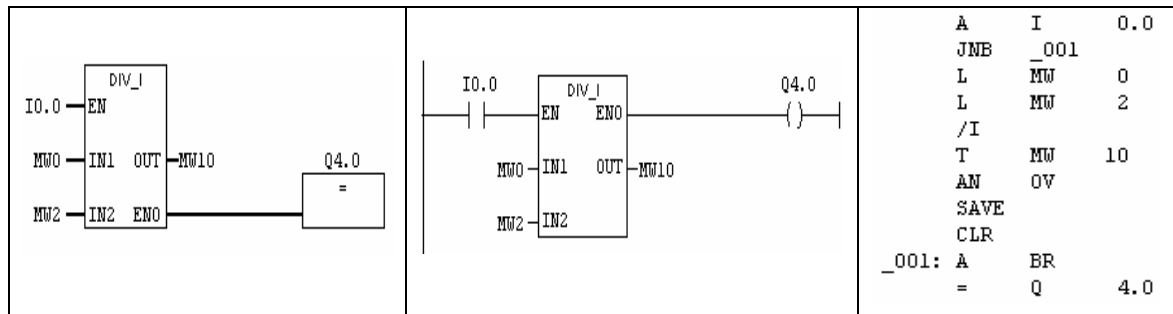 DIV_I
I0.0 EN
MW0 IN1 OUT MW10
Q4.0
=
MW2 IN2 ENO
I0.0 DIV_I Q4.0
EN ENO
MW0 IN1 OUT MW10
MW2 IN2
A I 0.0
JNB _001
L MW 0
L MW 2
/I
T MW 10
AN OV
SAVE
CLR
_001: A BR
= Q 4.0